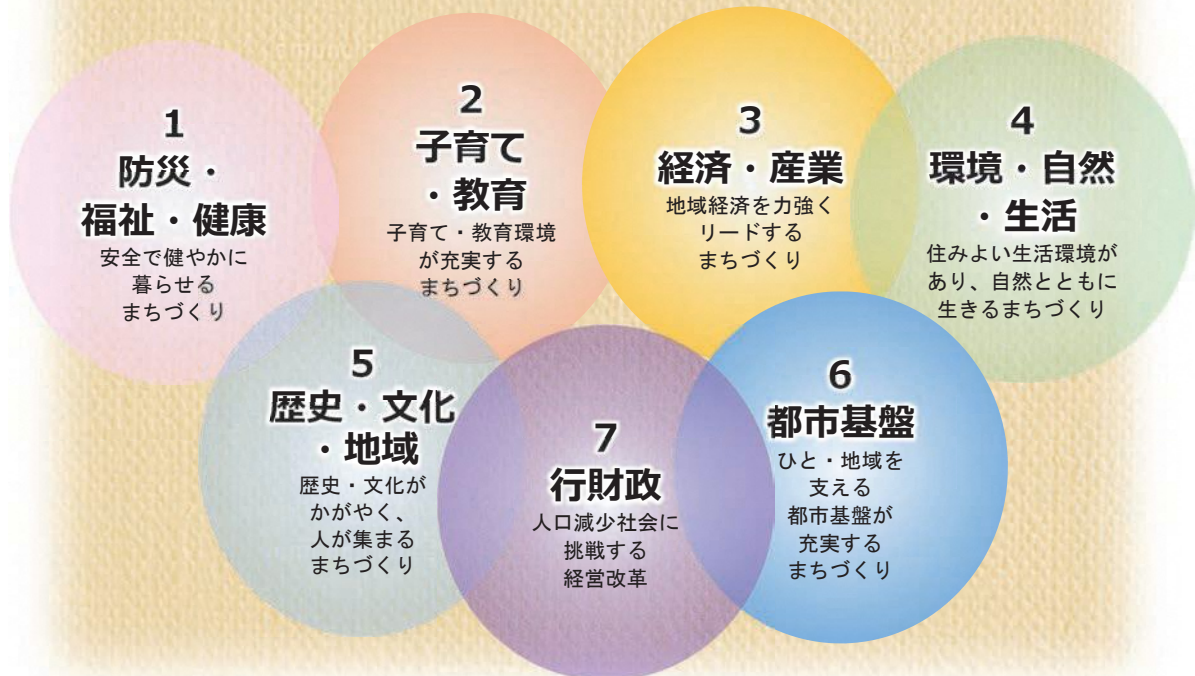 1
防災・
福祉・健康
安全で健やかに
暮らせる
まちづくり
2
子育て
・教育
子育て・教育環境
が充実する
まちづくり
3
経済・産業
地域経済を力強く
リードする
まちづくり
4
環境・自然
・生活
住みよい生活環境が
あり、自然とともに
生きるまちづくり
5
歴史・文化
・地域
歴史・文化が
かがやく、
人が集まる
まちづくり
6
都市基盤
ひと・地域を
支える
都市基盤が
充実する
まちづくり
7
行財政
人口減少社会に
挑戦する
経営改革